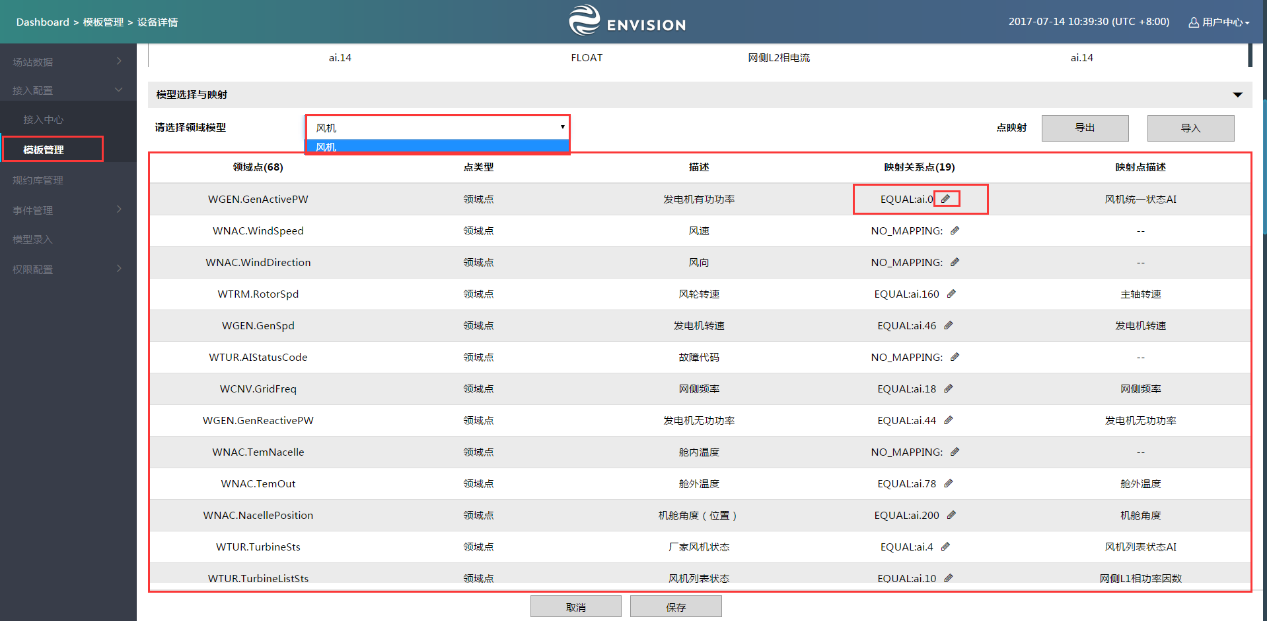 Dashboard > 模板管理 > 设备详情
ENVISION
2017-07-14 10:39:30 (UTC +8:00) 用户中心
场站数据
接入配置
接入中心
模板管理
规约库管理
事件管理
模型录入
权限配置
ai.14 FLOAT 网侧L2相电流 ai.14
模型选择与映射
请选择领域模型 风机 点映射 导出 导入
风机
领域点(68) 点类型 描述 映射关系点(19) 映射点描述
WGEN.GenActivePW 领域点 发电机有功功率 EQUAL:ai.0 风机统一状态AI
WNAC.WindSpeed 领域点 风速 NO_MAPPING: --
WNAC.WindDirection 领域点 风向 NO_MAPPING: --
WTRM.RotorSpd 领域点 风轮转速 EQUAL:ai.160 主轴转速
WGEN.GenSpd 领域点 发电机转速 EQUAL:ai.46 发电机转速
WTUR.AIStatusCode 领域点 故障代码 NO_MAPPING: --
WCNV.GridFreq 领域点 网侧频率 EQUAL:ai.18 网侧频率
WGEN.GenReactivePW 领域点 发电机无功功率 EQUAL:ai.44 发电机无功功率
WNAC.TemNacelle 领域点 舱内温度 NO_MAPPING: --
WNAC.TemOut 领域点 舱外温度 EQUAL:ai.78 舱外温度
WNAC.NacellePosition 领域点 机舱角度（位置） EQUAL:ai.200 机舱角度
WTUR.TurbineSts 领域点 厂家风机状态 EQUAL:ai.4 风机列表状态AI
WTUR.TurbineListSts 领域点 风机列表状态 EQUAL:ai.10 网侧L1相功率因数
取消 保存